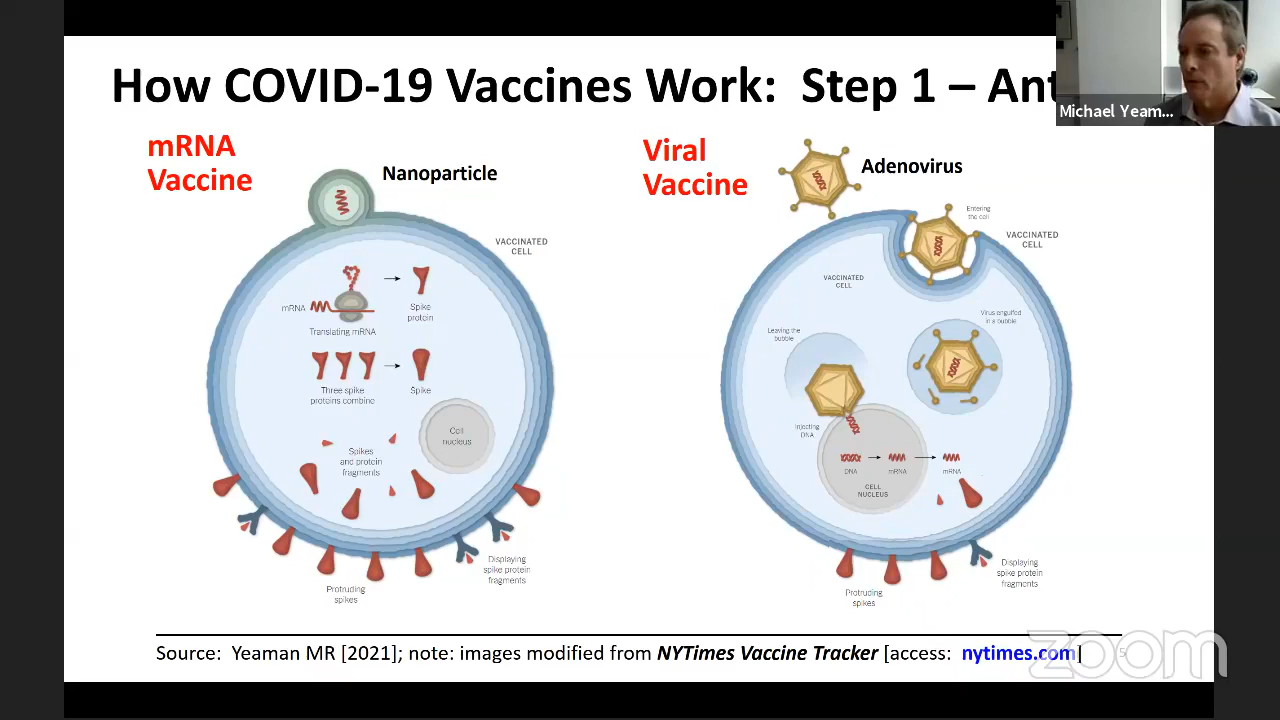 How COVID-19 Vaccines Work: Step 1 – Ant
Michael Yeam...
mRNA
Vaccine
Nanoparticle
VACCINATED
CELL
mRNA
Translating mRNA
Spike
protein
Three spike
proteins combine
Spike
Cell
nucleus
Spikes
and protein
fragments
Displaying
spike protein
fragments
Protruding
spikes
Viral
Vaccine
Adenovirus
Entering
the cell
VACCINATED
CELL
VACCINATED
CELL
Virus engulfed
in a bubble
Leaving the
bubble
Injecting
DNA
DNA
mRNA
mRNA
CELL
NUCLEUS
Displaying
spike protein
fragments
Protruding
spikes
Source: Yeaman MR [2021]; note: images modified from NYTimes Vaccine Tracker [access: nytimes.com]
5
zoom